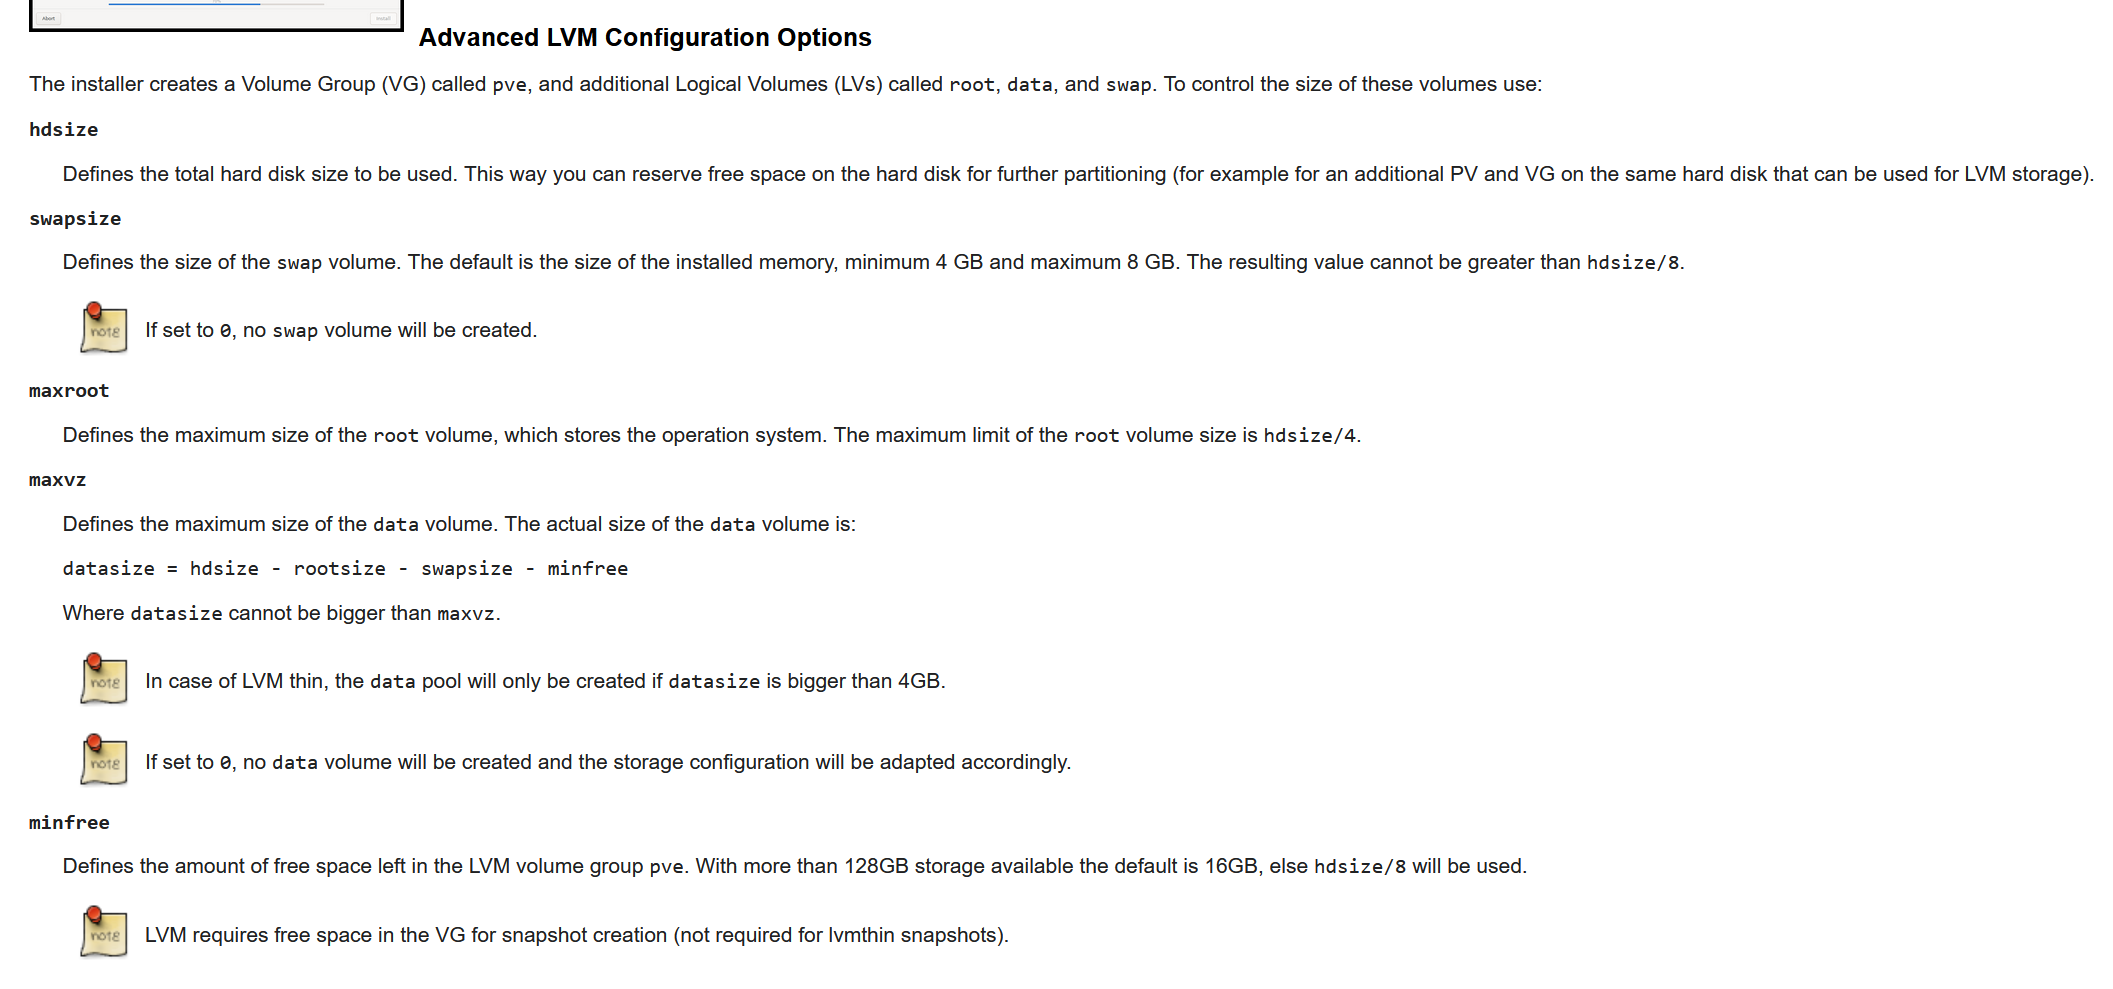 Abort
Install
Advanced LVM Configuration Options
The installer creates a Volume Group (VG) called pve, and additional Logical Volumes (LVs) called root, data, and swap. To control the size of these volumes use:
hdsize
Defines the total hard disk size to be used. This way you can reserve free space on the hard disk for further partitioning (for example for an additional PV and VG on the same hard disk that can be used for LVM storage).
swapsize
Defines the size of the swap volume. The default is the size of the installed memory, minimum 4 GB and maximum 8 GB. The resulting value cannot be greater than hdsize/8.
note
If set to 0, no swap volume will be created.
maxroot
Defines the maximum size of the root volume, which stores the operation system. The maximum limit of the root volume size is hdsize/4.
maxvz
Defines the maximum size of the data volume. The actual size of the data volume is:
datasize = hdsize - rootsize - swapsize - minfree
Where datasize cannot be bigger than maxvz.
note
In case of LVM thin, the data pool will only be created if datasize is bigger than 4GB.
note
If set to 0, no data volume will be created and the storage configuration will be adapted accordingly.
minfree
Defines the amount of free space left in the LVM volume group pve. With more than 128GB storage available the default is 16GB, else hdsize/8 will be used.
note
LVM requires free space in the VG for snapshot creation (not required for lvmthin snapshots).